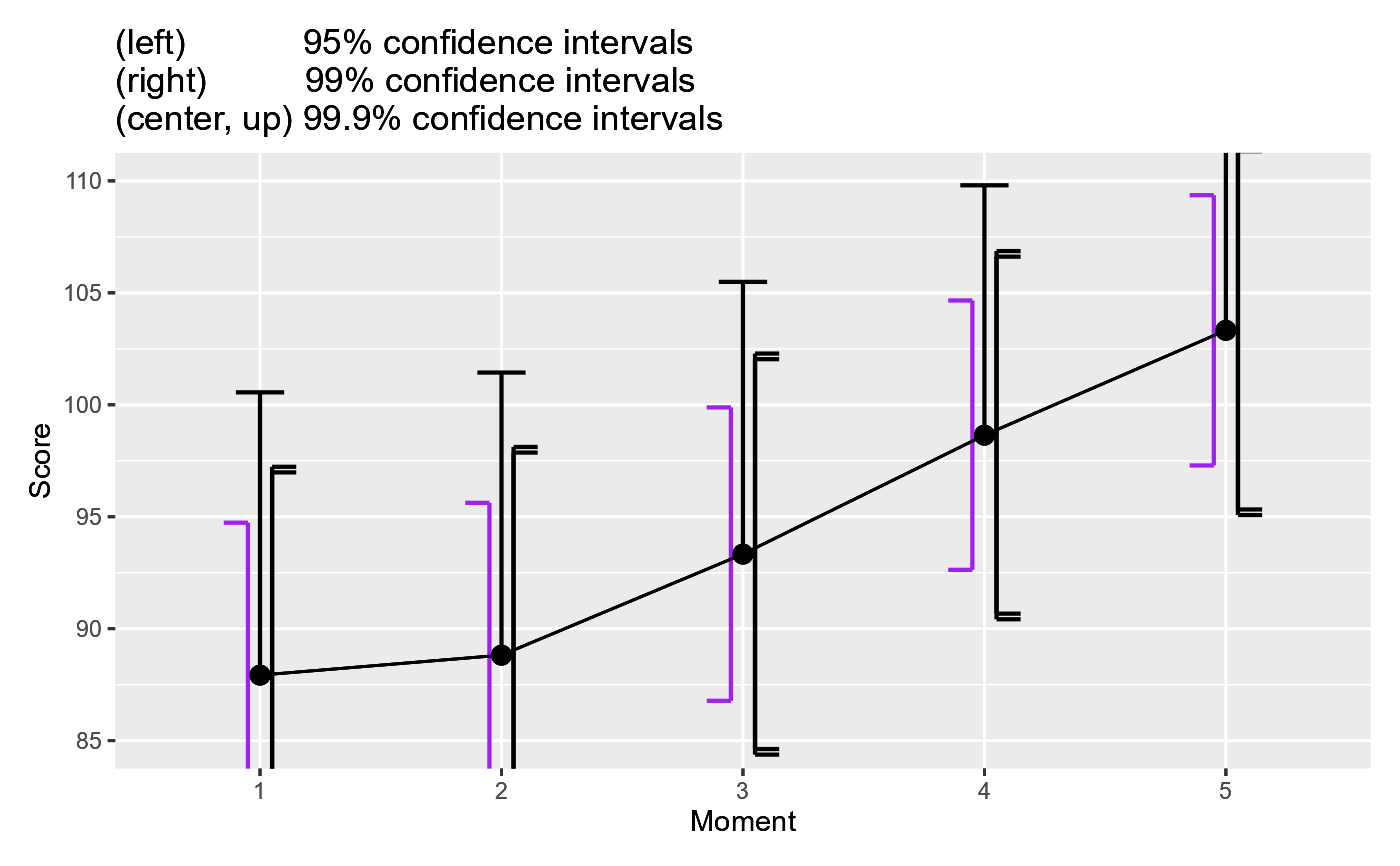 (left) 95% confidence intervals
(right) 99% confidence intervals
(center, up) 99.9% confidence intervals
110
105
100
95
90
85
Score
1 2 3 4 5
Moment